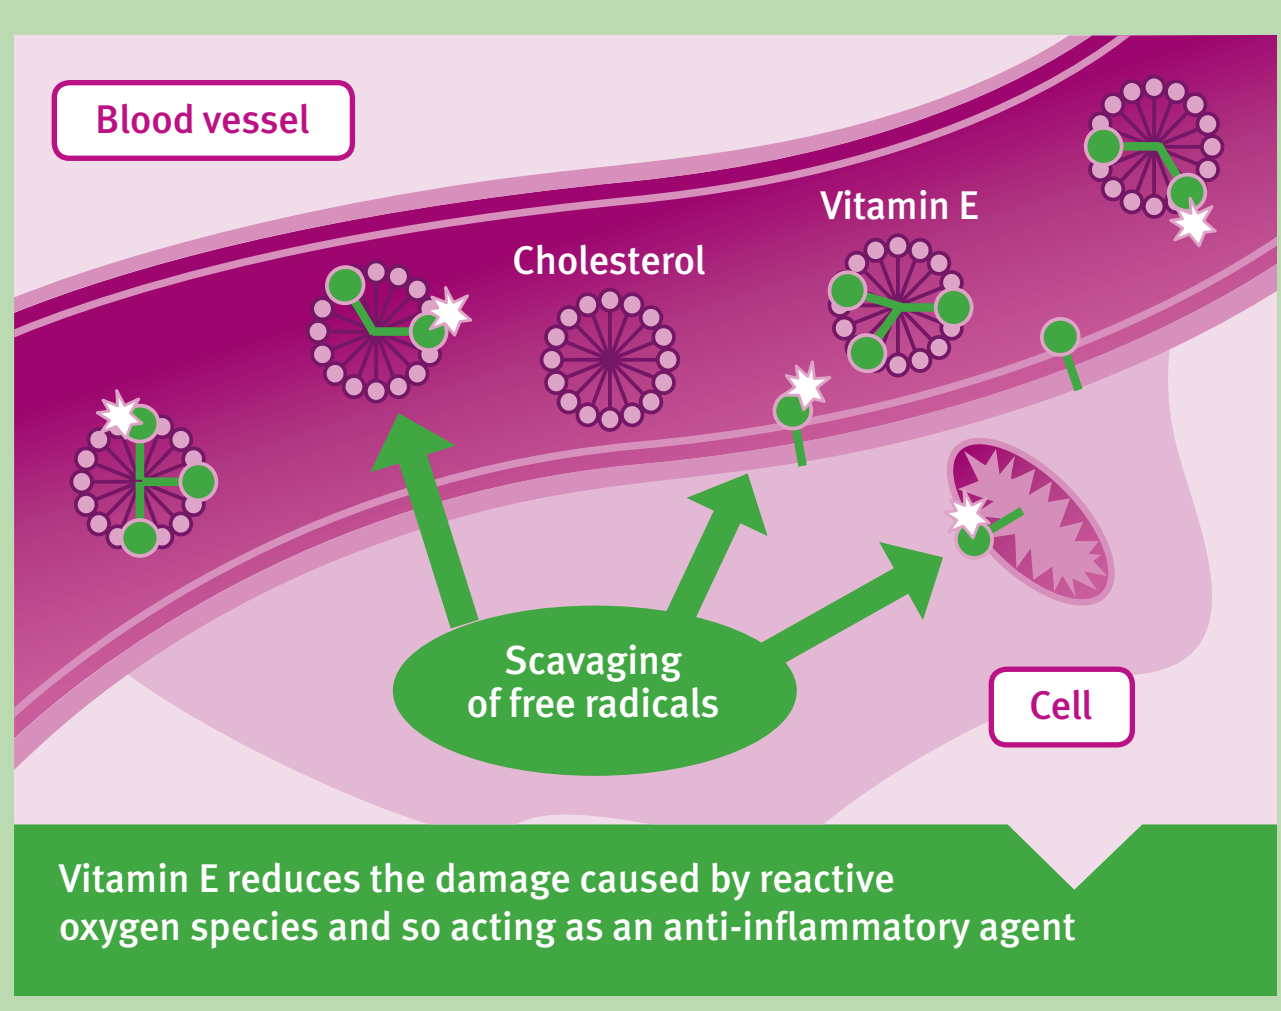 Blood vessel
Vitamin E
Cholesterol
Scavaging
of free radicals
Cell
Vitamin E reduces the damage caused by reactive
oxygen species and so acting as an anti-inflammatory agent